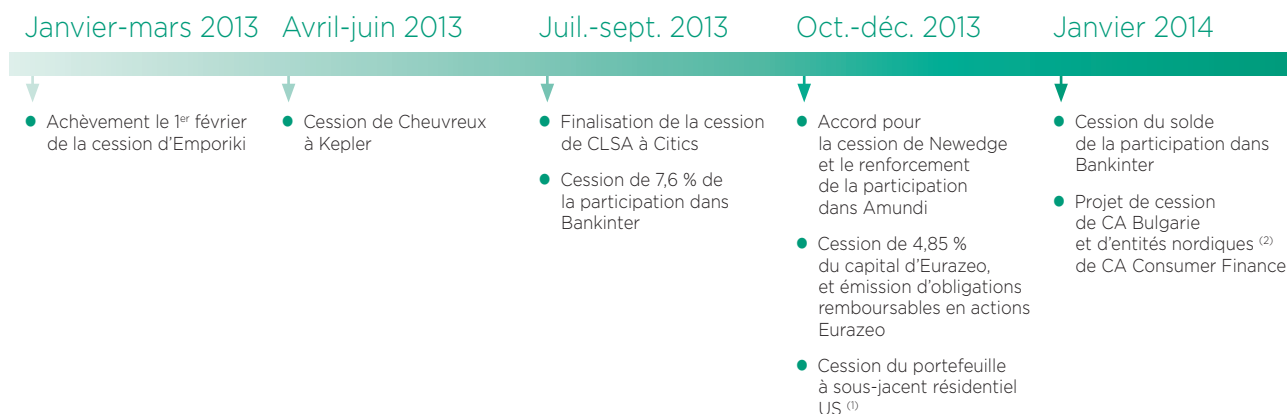 Janvier-mars 2013
Achèvement le 1er février
de la cession d'Emporiki
Avril-juin 2013
Cession de Cheuvreux
à Kepler
Juil.-sept. 2013
Finalisation de la cession
de CLSA à Citics
Cession de 7,6 % de
la participation dans
Bankinter
Oct.-déc. 2013
Accord pour
la cession de Newedge
et le renforcement
de la participation
dans Amundi
Cession de 4,85 %
du capital d'Eurazeo,
et émission d'obligations
remboursables en actions
Eurazeo
Cession du portefeuille
à sous-jacent résidentiel
US (1)
Janvier 2014
Cession du solde
de la participation dans
Bankinter
Projet de cession
de CA Bulgarie
et d'entités nordiques (2)
de CA Consumer Finance